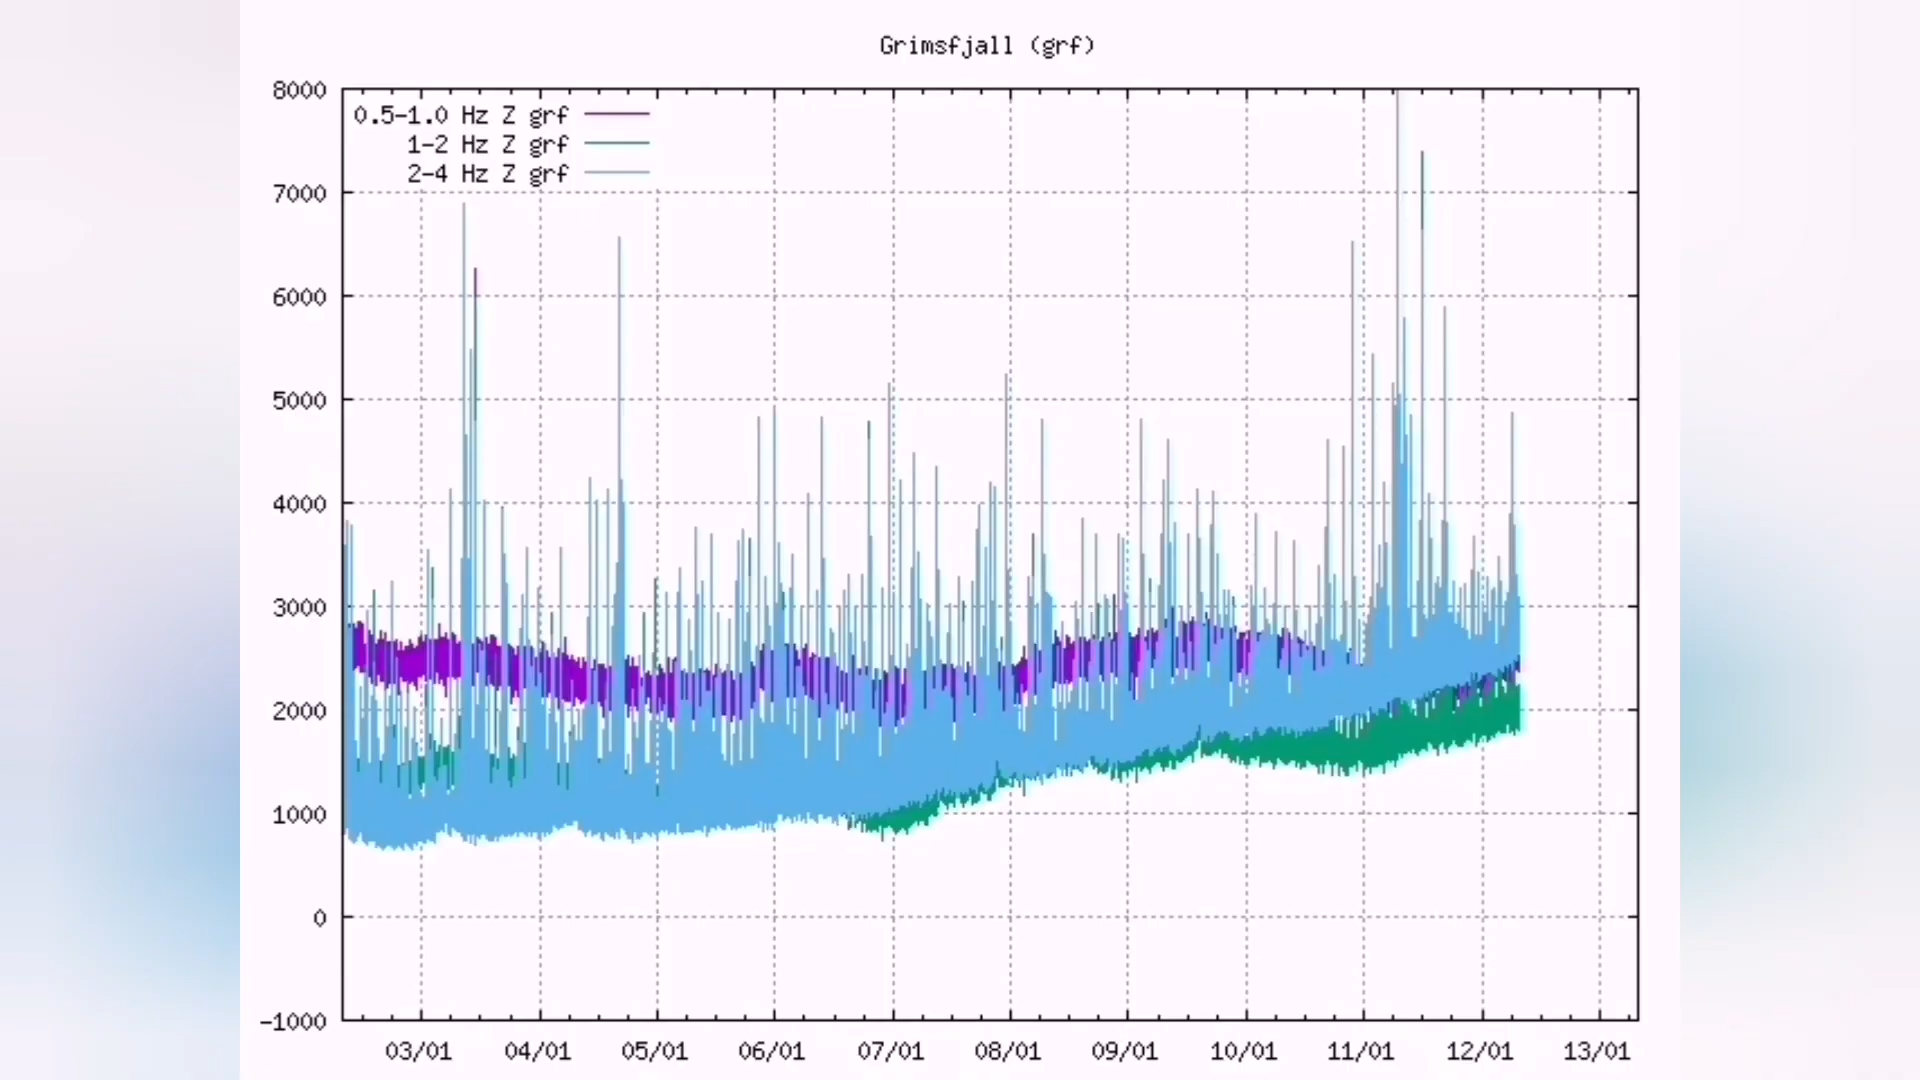 Grimsfjall (grf)
8000
0.5-1.0 Hz Z grf
1-2 Hz Z grf
2-4 Hz Z grf
7000
6000
5000
4000
3000
2000
1000
0
-1000
03/01 04/01 05/01 06/01 07/01 08/01 09/01 10/01 11/01 12/01 13/01